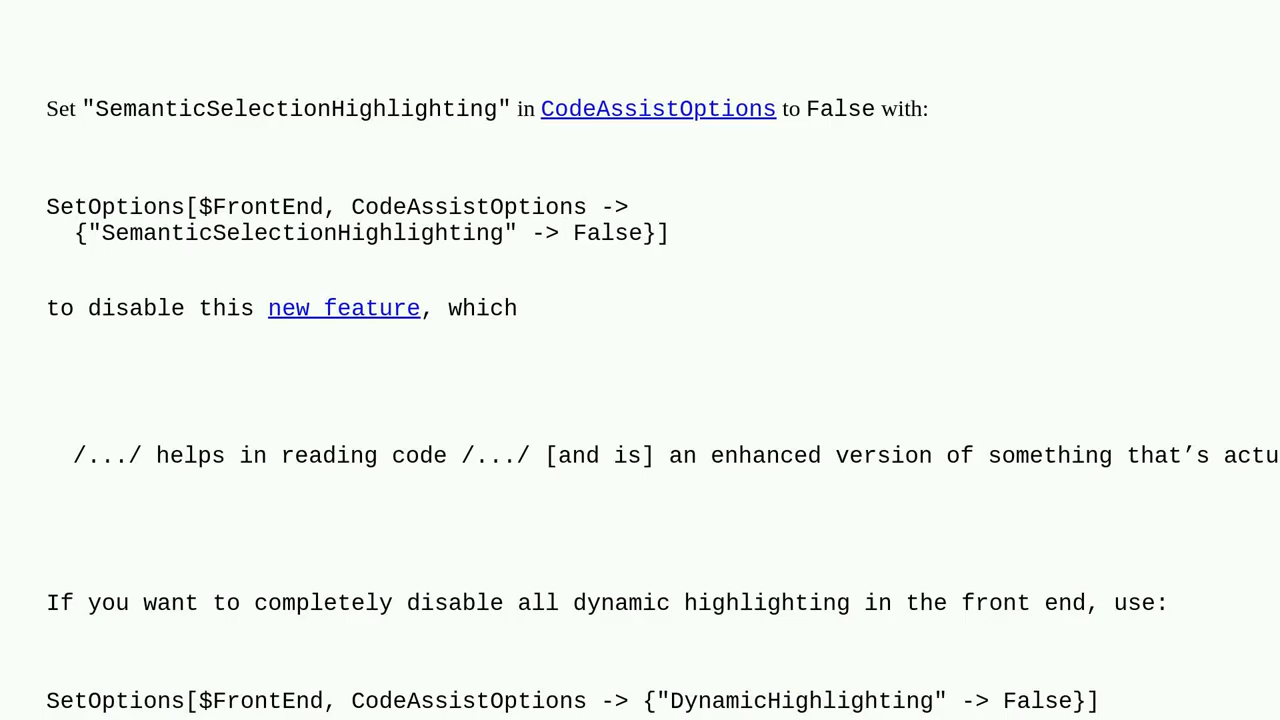 Set "SemanticSelectionHighlighting" in CodeAssistOptions to False with:
SetOptions[$FrontEnd, CodeAssistOptions ->
  {"SemanticSelectionHighlighting" -> False}]
to disable this new feature, which
/.../ helps in reading code /.../ [and is] an enhanced version of something that’s actu
If you want to completely disable all dynamic highlighting in the front end, use:
SetOptions[$FrontEnd, CodeAssistOptions -> {"DynamicHighlighting" -> False}]